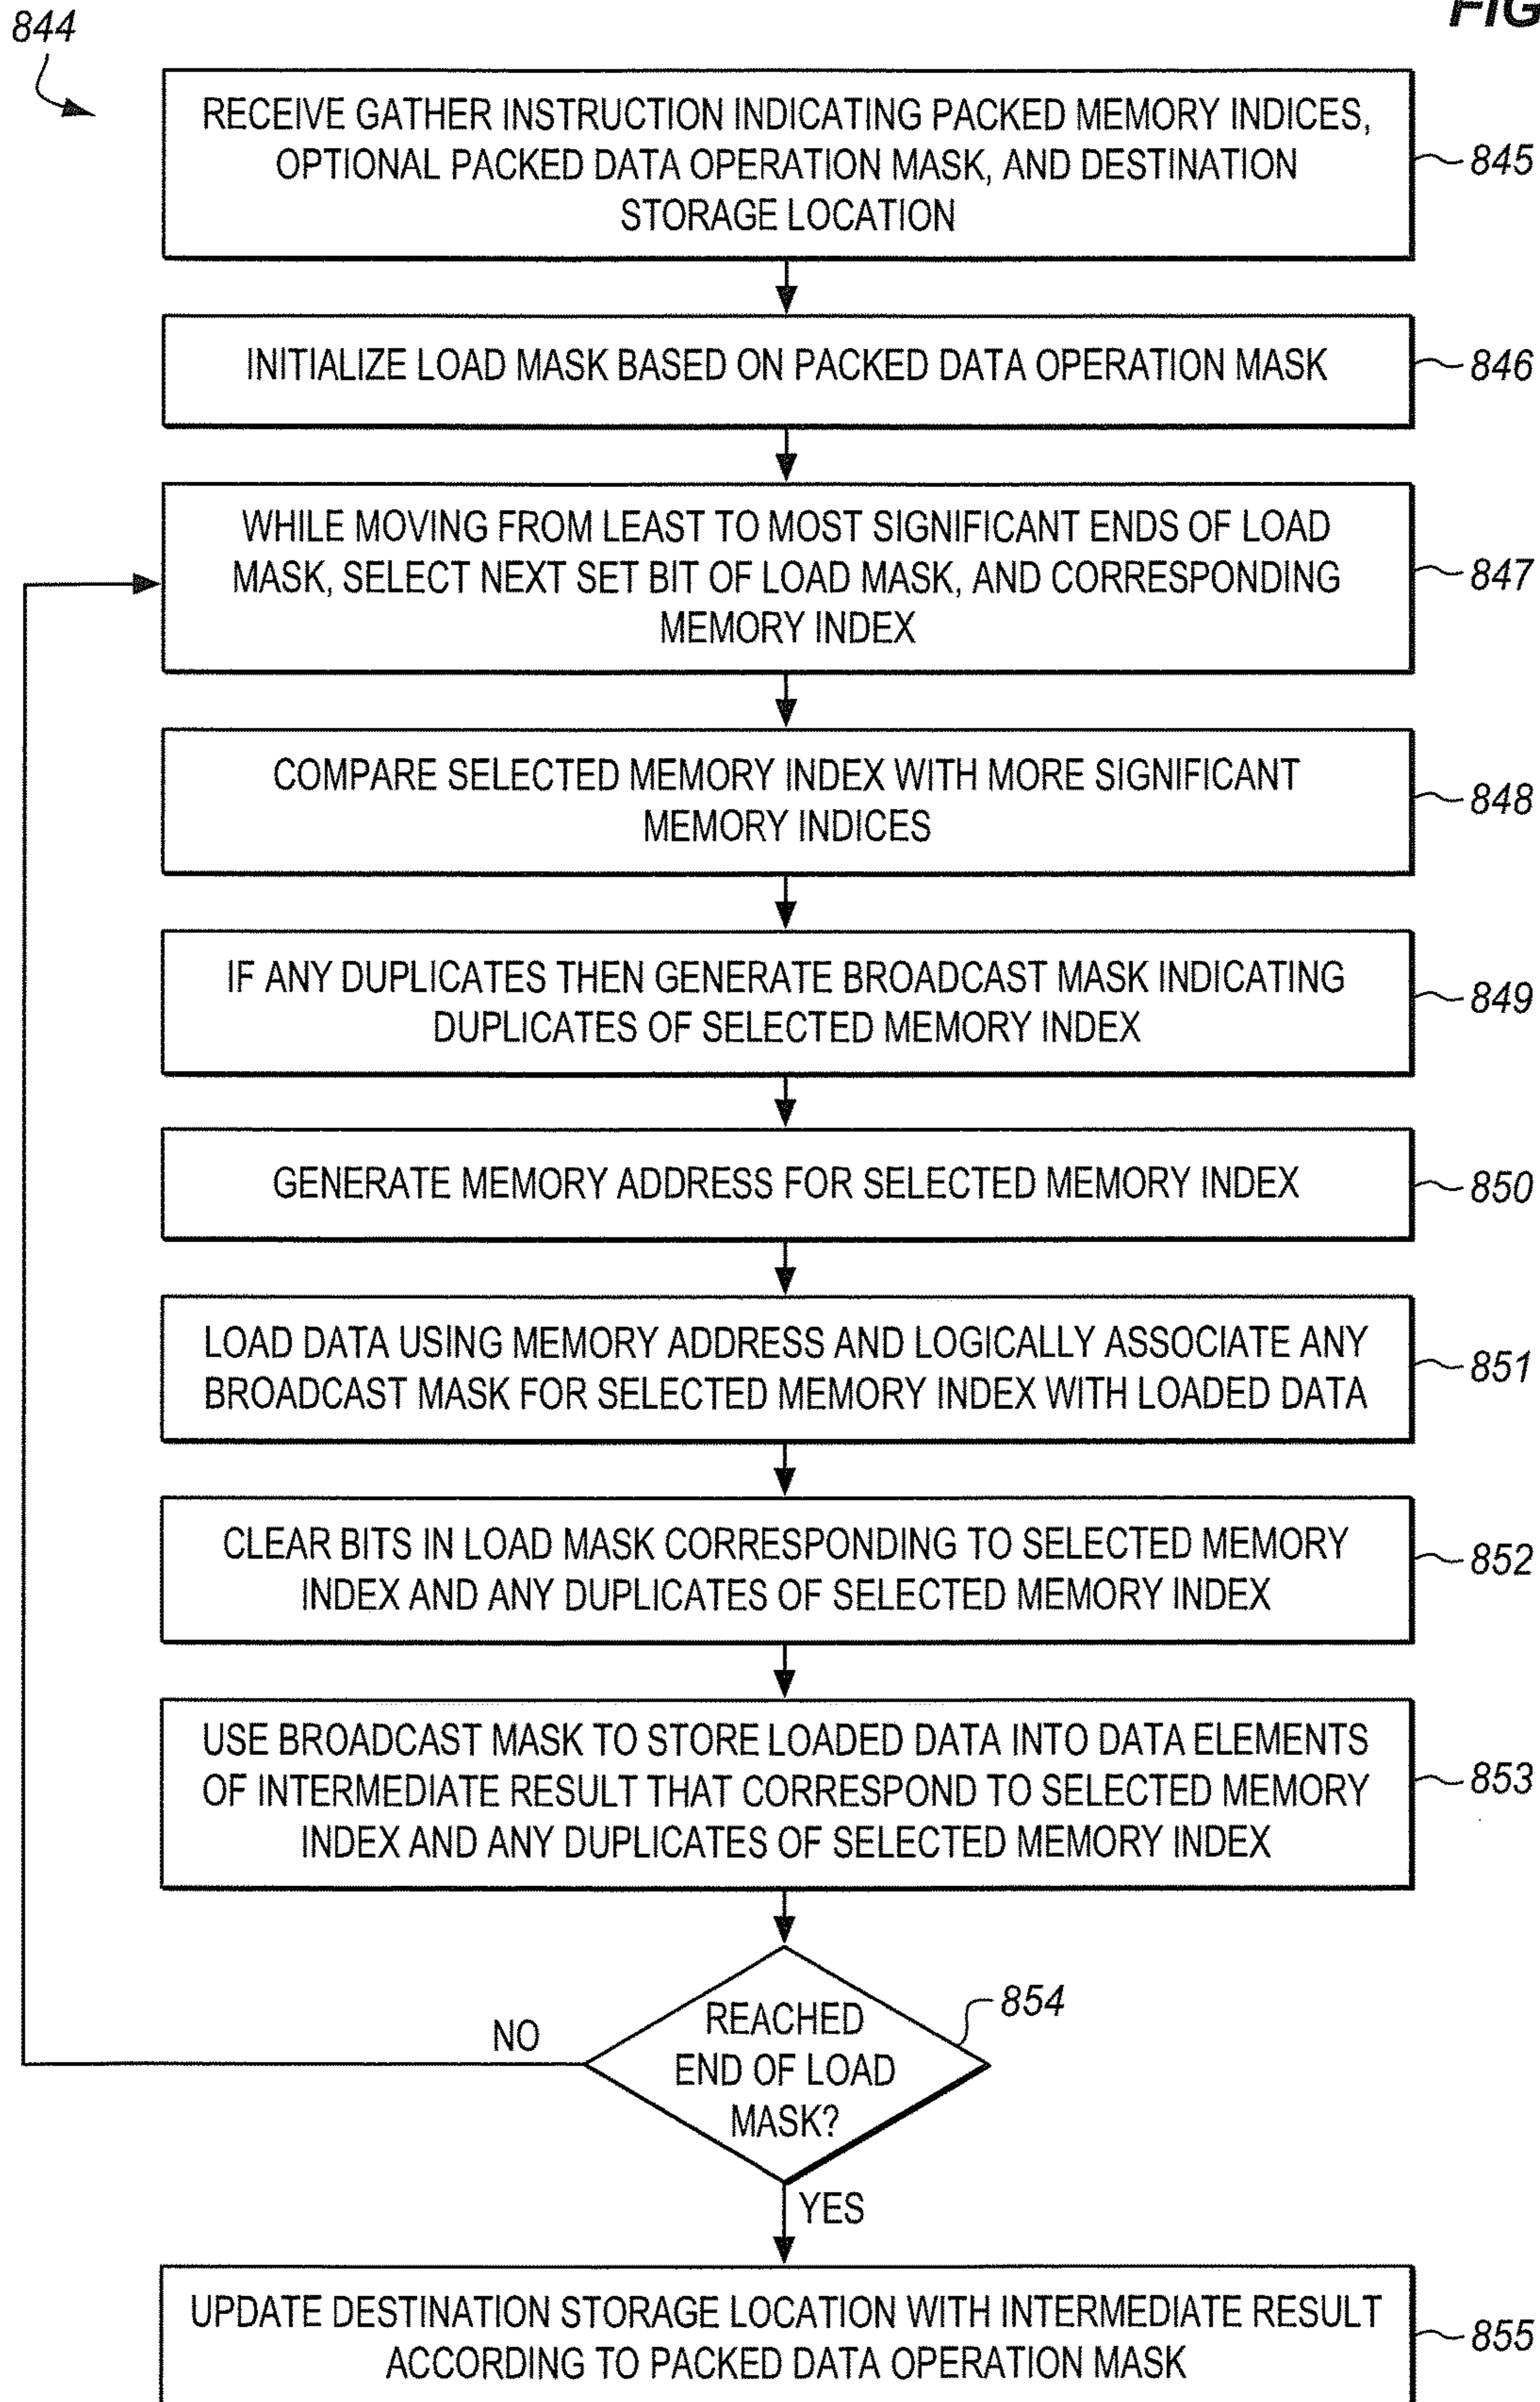 FIG
844
RECEIVE GATHER INSTRUCTION INDICATING PACKED MEMORY INDICES,
OPTIONAL PACKED DATA OPERATION MASK, AND DESTINATION
STORAGE LOCATION
845
INITIALIZE LOAD MASK BASED ON PACKED DATA OPERATION MASK
846
WHILE MOVING FROM LEAST TO MOST SIGNIFICANT ENDS OF LOAD
MASK, SELECT NEXT SET BIT OF LOAD MASK, AND CORRESPONDING
MEMORY INDEX
847
COMPARE SELECTED MEMORY INDEX WITH MORE SIGNIFICANT
MEMORY INDICES
848
IF ANY DUPLICATES THEN GENERATE BROADCAST MASK INDICATING
DUPLICATES OF SELECTED MEMORY INDEX
849
GENERATE MEMORY ADDRESS FOR SELECTED MEMORY INDEX
850
LOAD DATA USING MEMORY ADDRESS AND LOGICALLY ASSOCIATE ANY
BROADCAST MASK FOR SELECTED MEMORY INDEX WITH LOADED DATA
851
CLEAR BITS IN LOAD MASK CORRESPONDING TO SELECTED MEMORY
INDEX AND ANY DUPLICATES OF SELECTED MEMORY INDEX
852
USE BROADCAST MASK TO STORE LOADED DATA INTO DATA ELEMENTS
OF INTERMEDIATE RESULT THAT CORRESPOND TO SELECTED MEMORY
INDEX AND ANY DUPLICATES OF SELECTED MEMORY INDEX
853
REACHED
END OF LOAD
MASK?
854
NO
YES
UPDATE DESTINATION STORAGE LOCATION WITH INTERMEDIATE RESULT
ACCORDING TO PACKED DATA OPERATION MASK
855